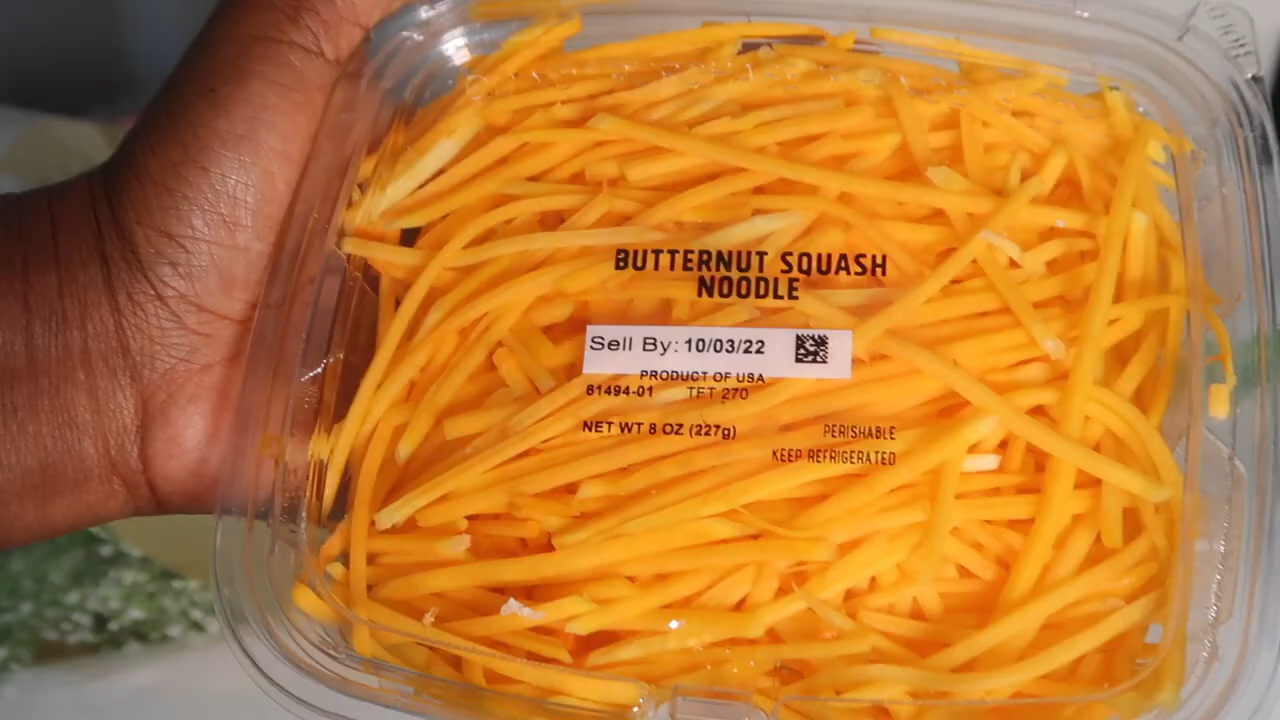 BUTTERNUT SQUASH
NOODLE
Sell By: 10/03/22
PRODUCT OF USA
61494-01 TFT 270
NET WT 8 OZ (227g)
PERISHABLE
KEEP REFRIGERATED